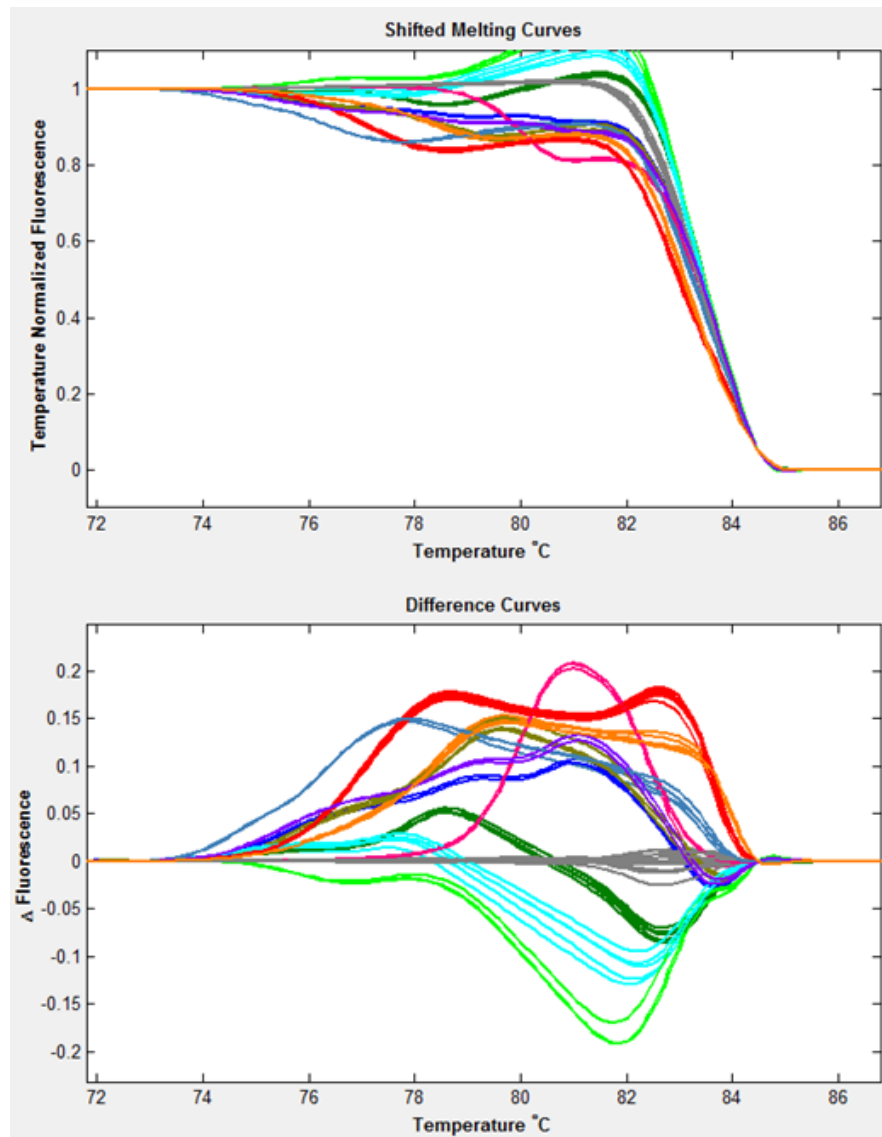 Shifted Melting Curves
Temperature Normalized Fluorescence
1
0.8
0.6
0.4
0.2
0
72 74 76 78 80 82 84 86
Temperature °C
Difference Curves
Δ Fluorescence
0.2
0.15
0.1
0.05
0
-0.05
-0.1
-0.15
-0.2
72 74 76 78 80 82 84 86
Temperature °C